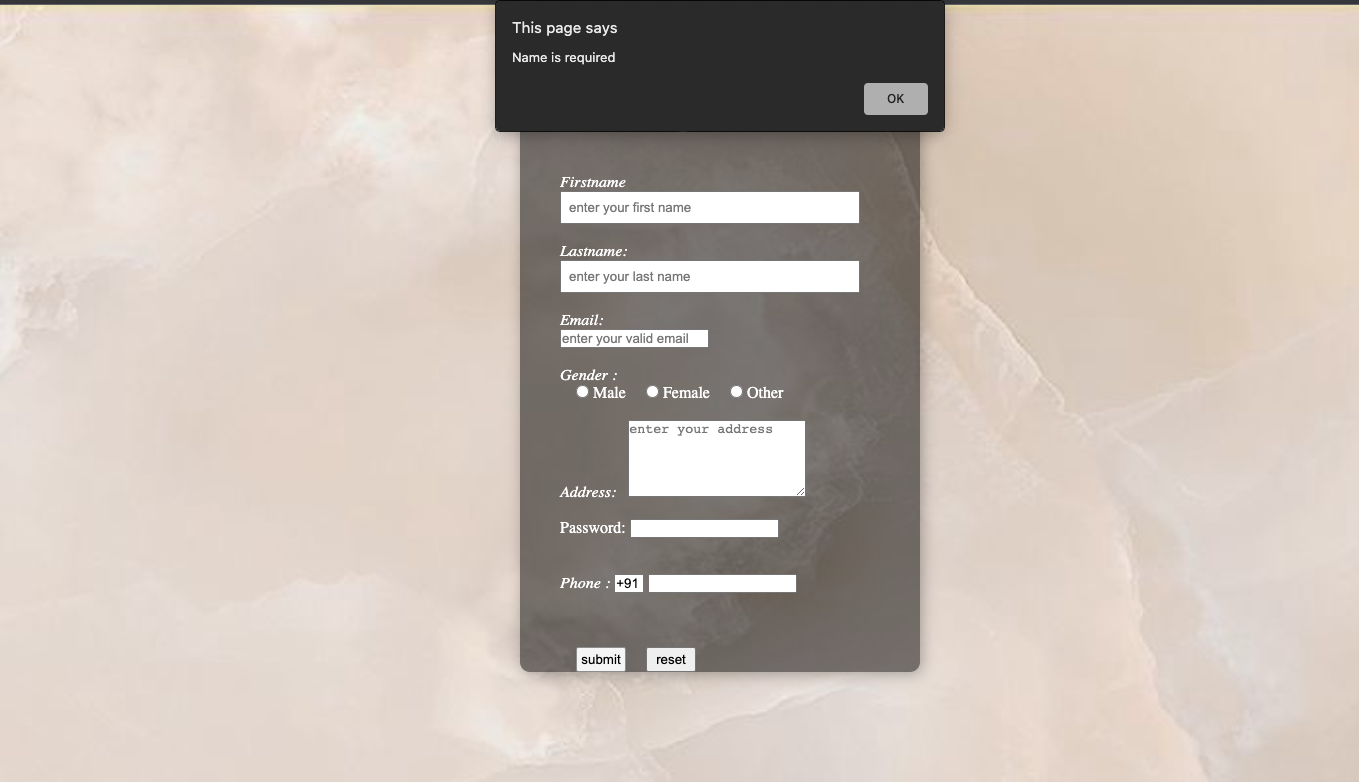 This page says
Name is required
OK
Firstname
enter your first name
Lastname:
enter your last name
Email:
enter your valid email
Gender :
Male Female Other
enter your address
Address:
Password:
Phone : +91
submit reset